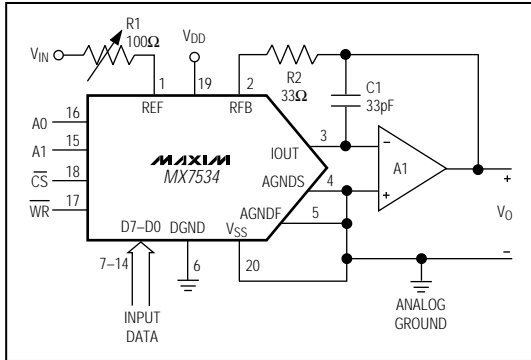 R1
100Ω
VIN
VDD
1
19
2
R2
33Ω
C1
33pF
REF
RFB
A0
16
A1
15
CS
18
WR
17
MAXIM
MX7534
IOUT
3
AGNDS
4
AGNDF
5
A1
−
+
+
VO
−
D7–D0
DGND
VSS
7–14
6
20
INPUT
DATA
ANALOG
GROUND